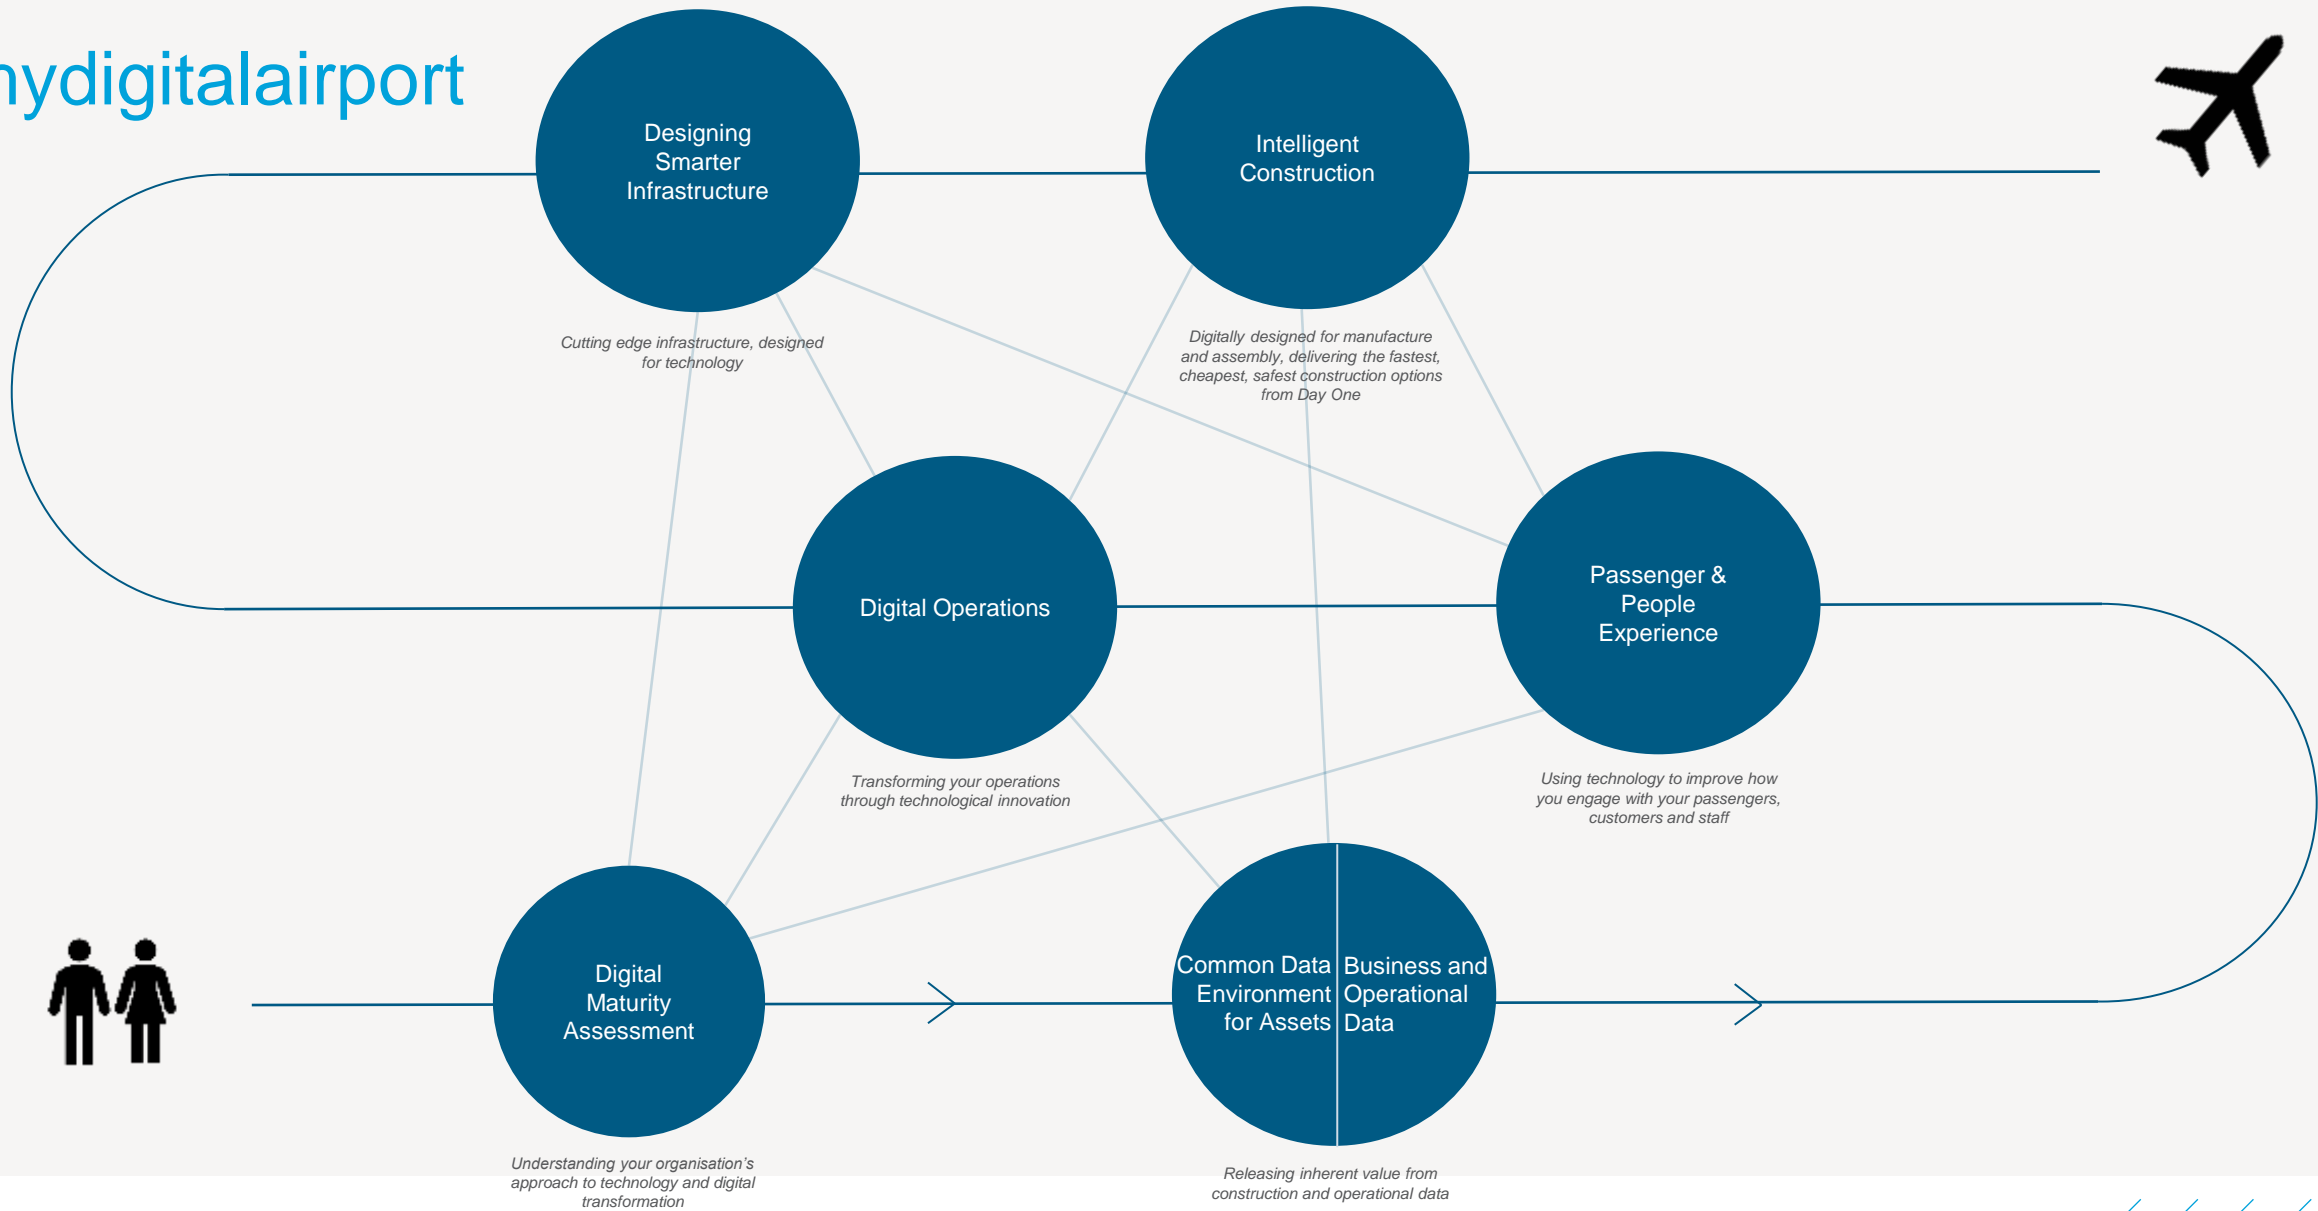 mydigitalairport
Designing
Smarter
Infrastructure
Cutting edge infrastructure, designed
for technology
Intelligent
Construction
Digitally designed for manufacture
and assembly, delivering the fastest,
cheapest, safest construction options
from Day One
Digital Operations
Transforming your operations
through technological innovation
Passenger &
People
Experience
Using technology to improve how
you engage with your passengers,
customers and staff
Digital
Maturity
Assessment
Understanding your organisation’s
approach to technology and digital
transformation
Common Data
Environment
for Assets
Business and
Operational
Data
Releasing inherent value from
construction and operational data